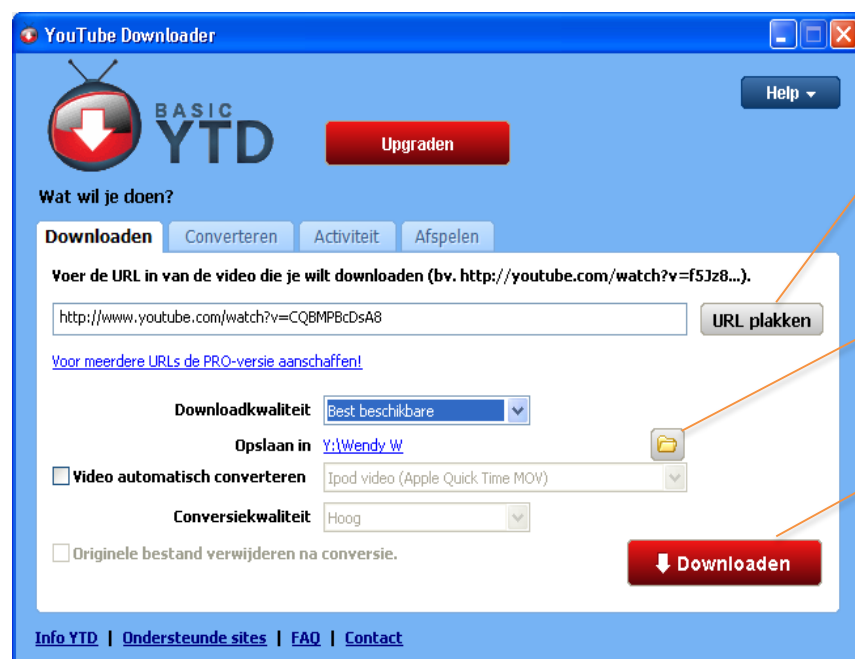 YouTube Downloader
Help
BASIC
YTD
Upgraden
Wat wil je doen?
Downloaden Converteren Activiteit Afspelen
Voer de URL in van de video die je wilt downloaden (bv. http://youtube.com/watch?v=f5Jz8...).
http://www.youtube.com/watch?v=CQBMPBcDsA8 URL plakken
Voor meerdere URLs de PRO-versie aanschaffen!
Downloadkwaliteit Best beschikbare
Opslaan in Y:\Wendy W
Video automatisch converteren Ipod video (Apple Quick Time MOV)
Conversiekwaliteit Hoog
Originele bestand verwijderen na conversie.
Downloaden
Info YTD | Ondersteunde sites | FAQ | Contact